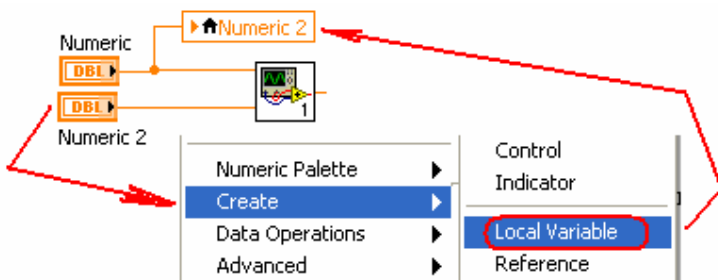 Numeric 2
Numeric
DBL
DBL
1
Numeric 2
Numeric Palette
Create
Data Operations
Advanced
Control
Indicator
Local Variable
Reference